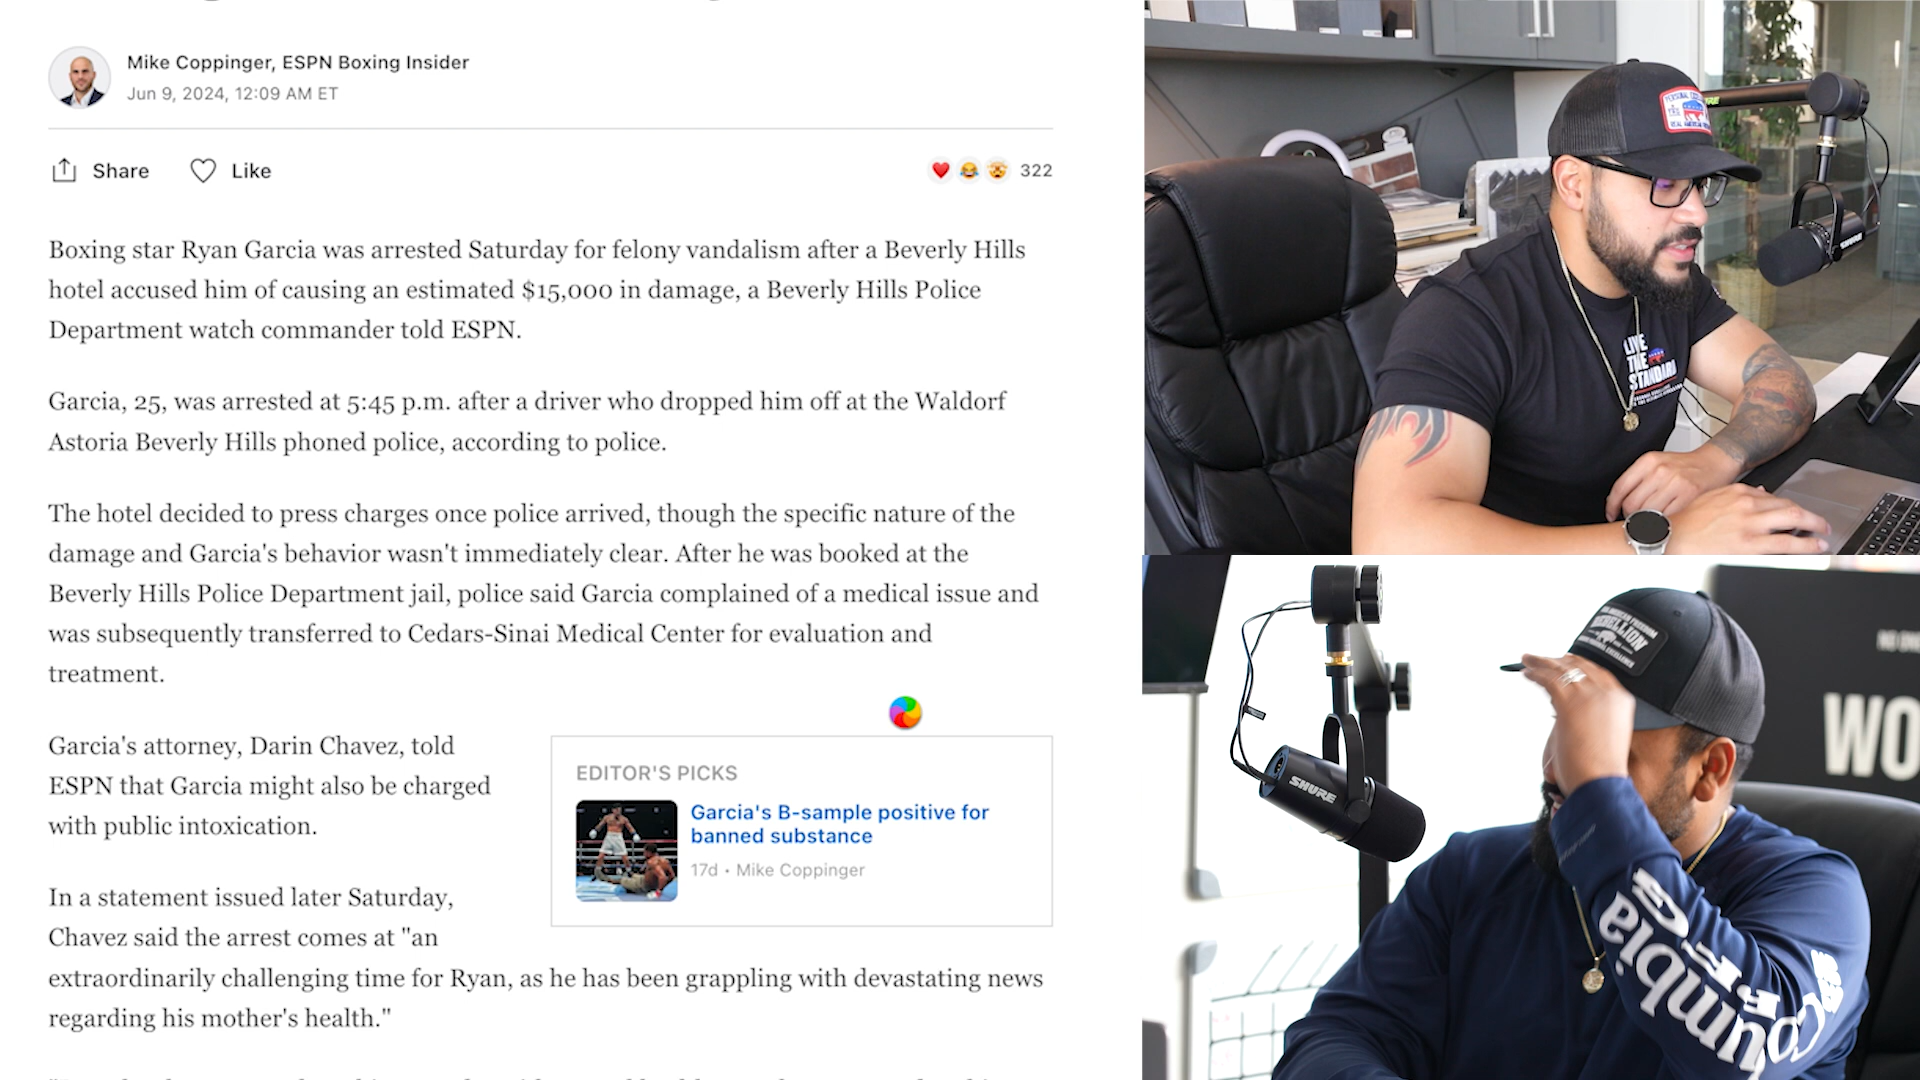 Mike Coppinger, ESPN Boxing Insider
Jun 9, 2024, 12:09 AM ET
Share
Like
322
Boxing star Ryan Garcia was arrested Saturday for felony vandalism after a Beverly Hills
hotel accused him of causing an estimated $15,000 in damage, a Beverly Hills Police
Department watch commander told ESPN.
Garcia, 25, was arrested at 5:45 p.m. after a driver who dropped him off at the Waldorf
Astoria Beverly Hills phoned police, according to police.
The hotel decided to press charges once police arrived, though the specific nature of the
damage and Garcia's behavior wasn't immediately clear. After he was booked at the
Beverly Hills Police Department jail, police said Garcia complained of a medical issue and
was subsequently transferred to Cedars-Sinai Medical Center for evaluation and
treatment.
Garcia's attorney, Darin Chavez, told
ESPN that Garcia might also be charged
with public intoxication.
EDITOR'S PICKS
Garcia's B-sample positive for
banned substance
17d • Mike Coppinger
In a statement issued later Saturday,
Chavez said the arrest comes at "an
extraordinarily challenging time for Ryan, as he has been grappling with devastating news
regarding his mother's health."
LIVE
THE
STANDARD
SHURE
REBELLION
SHURE
WO
Columbia
PFG